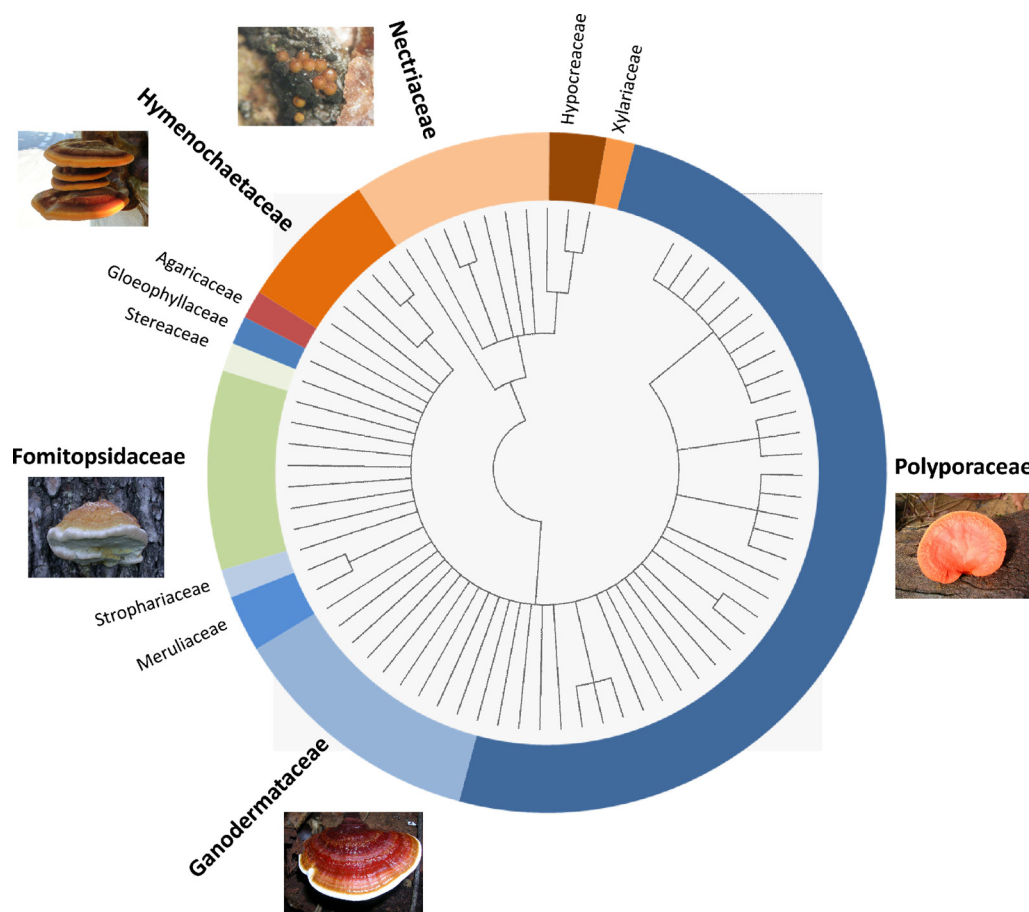 Nectriaceae
Hypocreaceae
Xylariaceae
Hymenochaetaceae
Agaricaceae
Gloeophyllaceae
Stereaceae
Fomitopsidaceae
Polyporaceae
Strophariaceae
Meruliaceae
Ganodermataceae